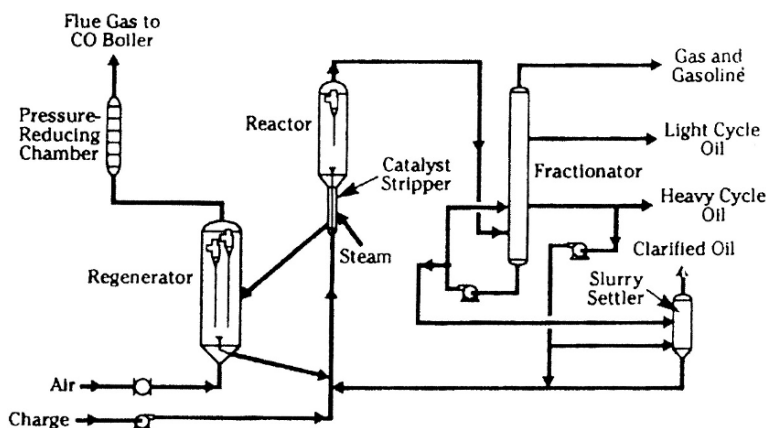 Flue Gas to
CO Boiler
Pressure-
Reducing
Chamber
Reactor
Catalyst
Stripper
Steam
Regenerator
Air
Charge
Gas and
Gasoline
Light Cycle
Oil
Fractionator
Heavy Cycle
Oil
Clarified Oil
Slurry
Settler